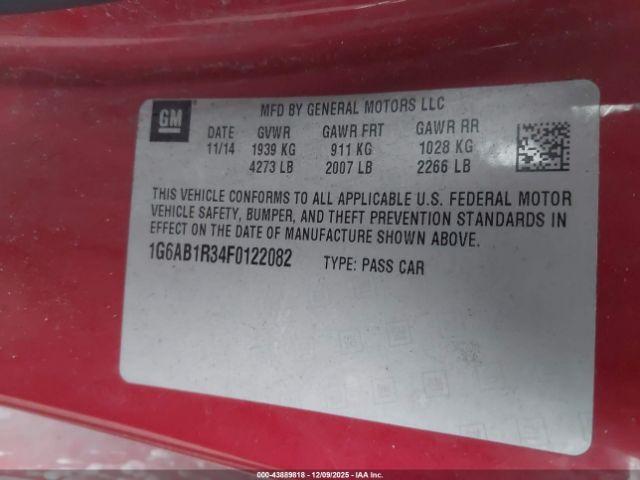 GM
MFD BY GENERAL MOTORS LLC
DATE GVWR GAWR FRT GAWR RR
11/14 1939 KG 911 KG 1028 KG
4273 LB 2007 LB 2266 LB
THIS VEHICLE CONFORMS TO ALL APPLICABLE U.S. FEDERAL MOTOR
VEHICLE SAFETY, BUMPER, AND THEFT PREVENTION STANDARDS IN
EFFECT ON THE DATE OF MANUFACTURE SHOWN ABOVE.
1G6AB1R34F0122082 TYPE: PASS CAR
000-43889818 - 12/09/2025 - IAA Inc.